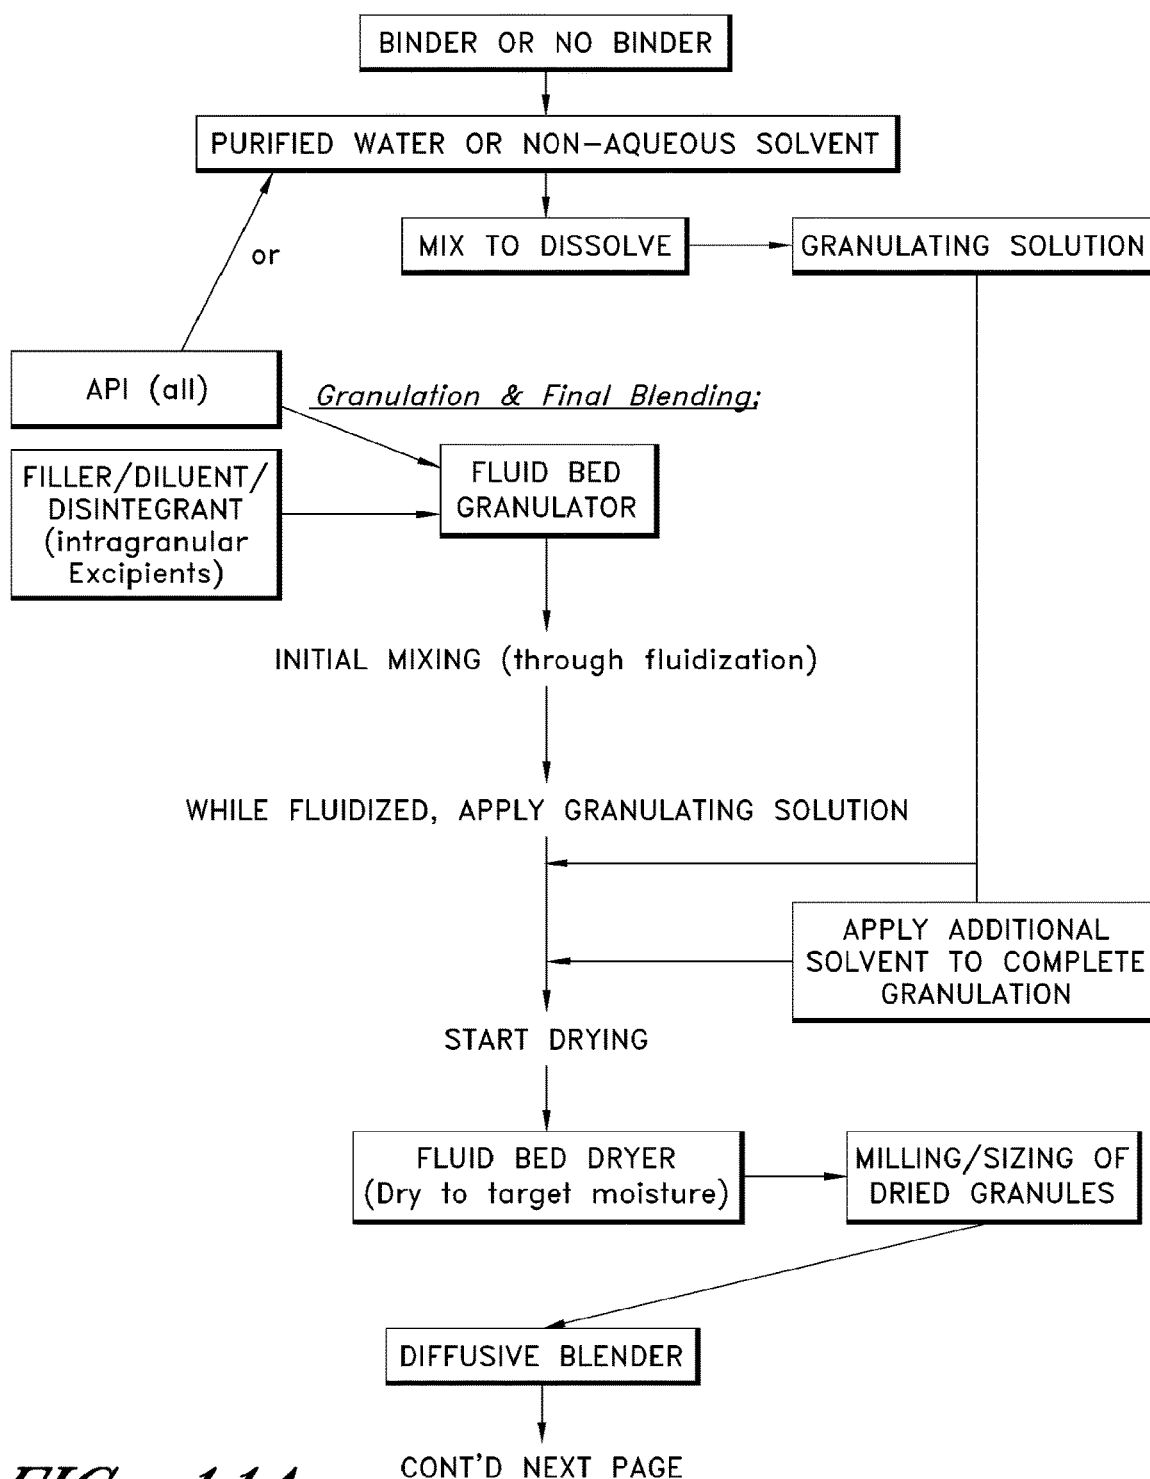 BINDER OR NO BINDER
PURIFIED WATER OR NON-AQUEOUS SOLVENT
MIX TO DISSOLVE
GRANULATING SOLUTION
or
API (all)
Granulation & Final Blending;
FILLER/DILUENT/
DISINTEGRANT
(intragranular
Excipients)
FLUID BED
GRANULATOR
INITIAL MIXING (through fluidization)
WHILE FLUIDIZED, APPLY GRANULATING SOLUTION
APPLY ADDITIONAL
SOLVENT TO COMPLETE
GRANULATION
START DRYING
FLUID BED DRYER
(Dry to target moisture)
MILLING/SIZING OF
DRIED GRANULES
DIFFUSIVE BLENDER
CONT'D NEXT PAGE
FIG. 11A